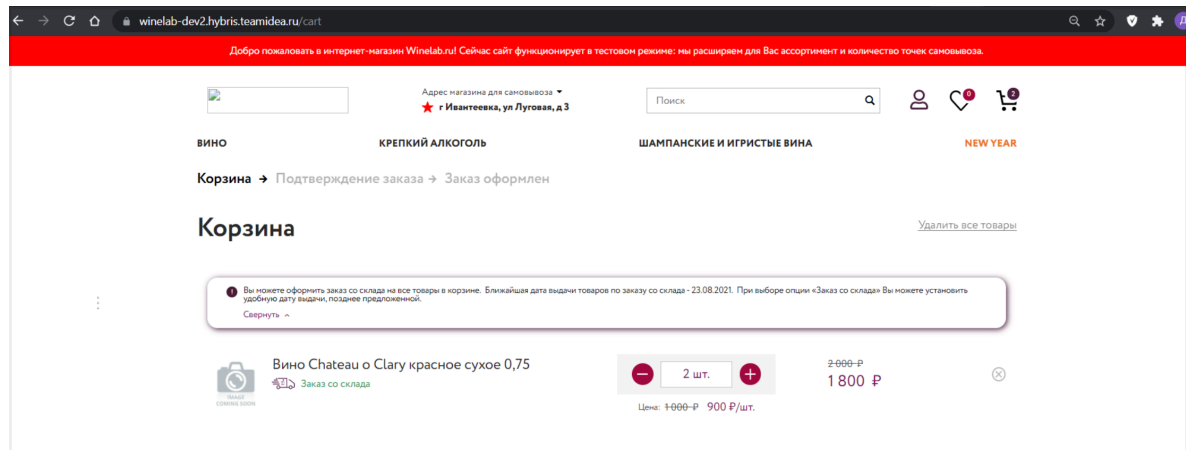 winelab-dev2.hybris.teamidea.ru/cart
Д
Добро пожаловать в интернет-магазин Winelab.ru! Сейчас сайт функционирует в тестовом режиме: мы расширяем для Вас ассортимент и количество точек самовывоза.
Адрес магазина для самовывоза
г Ивантеевка, ул Луговая, д 3
Поиск
0
2
ВИНО КРЕПКИЙ АЛКОГОЛЬ ШАМПАНСКИЕ И ИГРИСТЫЕ ВИНА NEW YEAR
Корзина → Подтверждение заказа → Заказ оформлен
Корзина
Удалить все товары
Вы можете оформить заказ со склада на все товары в корзине. Ближайшая дата выдачи товаров по заказу со склада - 23.08.2021. При выборе опции «Заказ со склада» Вы можете установить
удобную дату выдачи, позднее предложенной.
Свернуть
IMAGE
COMING SOON
Вино Chateau o Clary красное сухое 0,75
Заказ со склада
2 шт.
Цена: 1 000 ₽ 900 ₽/шт.
2 000 ₽
1 800 ₽